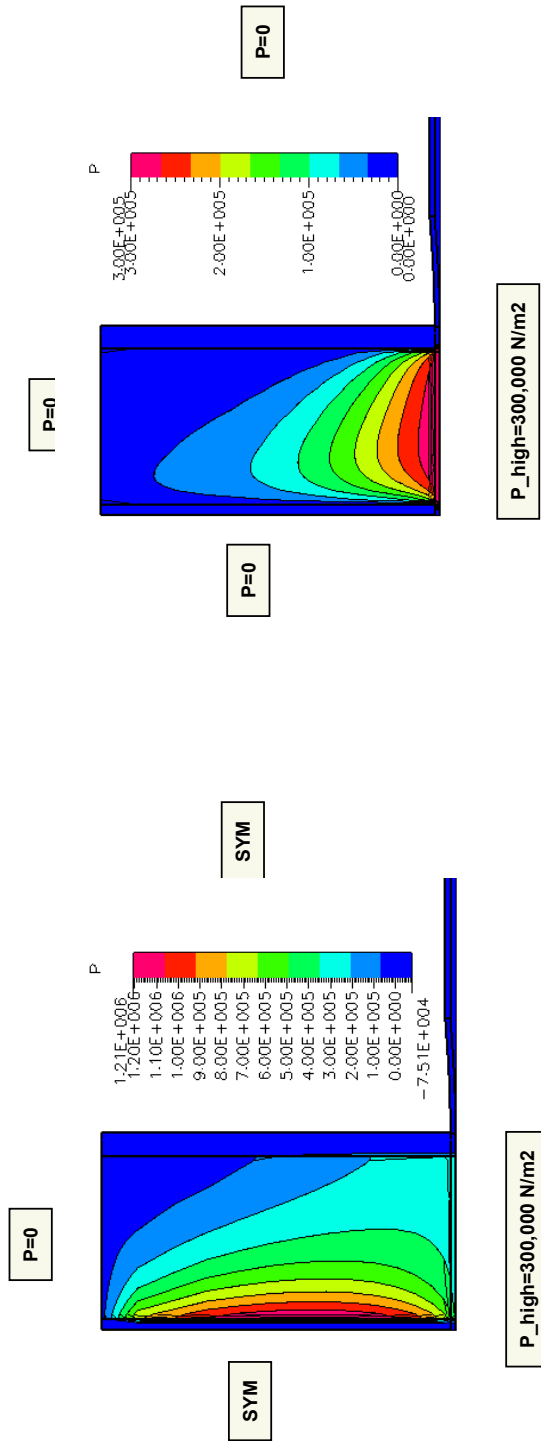 P=0
SYM
SYM
P
1.21E+006
1.20E+006
1.10E+006
1.00E+006
9.00E+005
8.00E+005
7.00E+005
6.00E+005
5.00E+005
4.00E+005
3.00E+005
2.00E+005
1.00E+005
0.00E+000
-7.51E+004
P_high=300,000 N/m2
P=0
P=0
P=0
P
3.00E+005
3.00E+005
2.00E+005
1.00E+005
0.00E+000
0.00E+000
P_high=300,000 N/m2